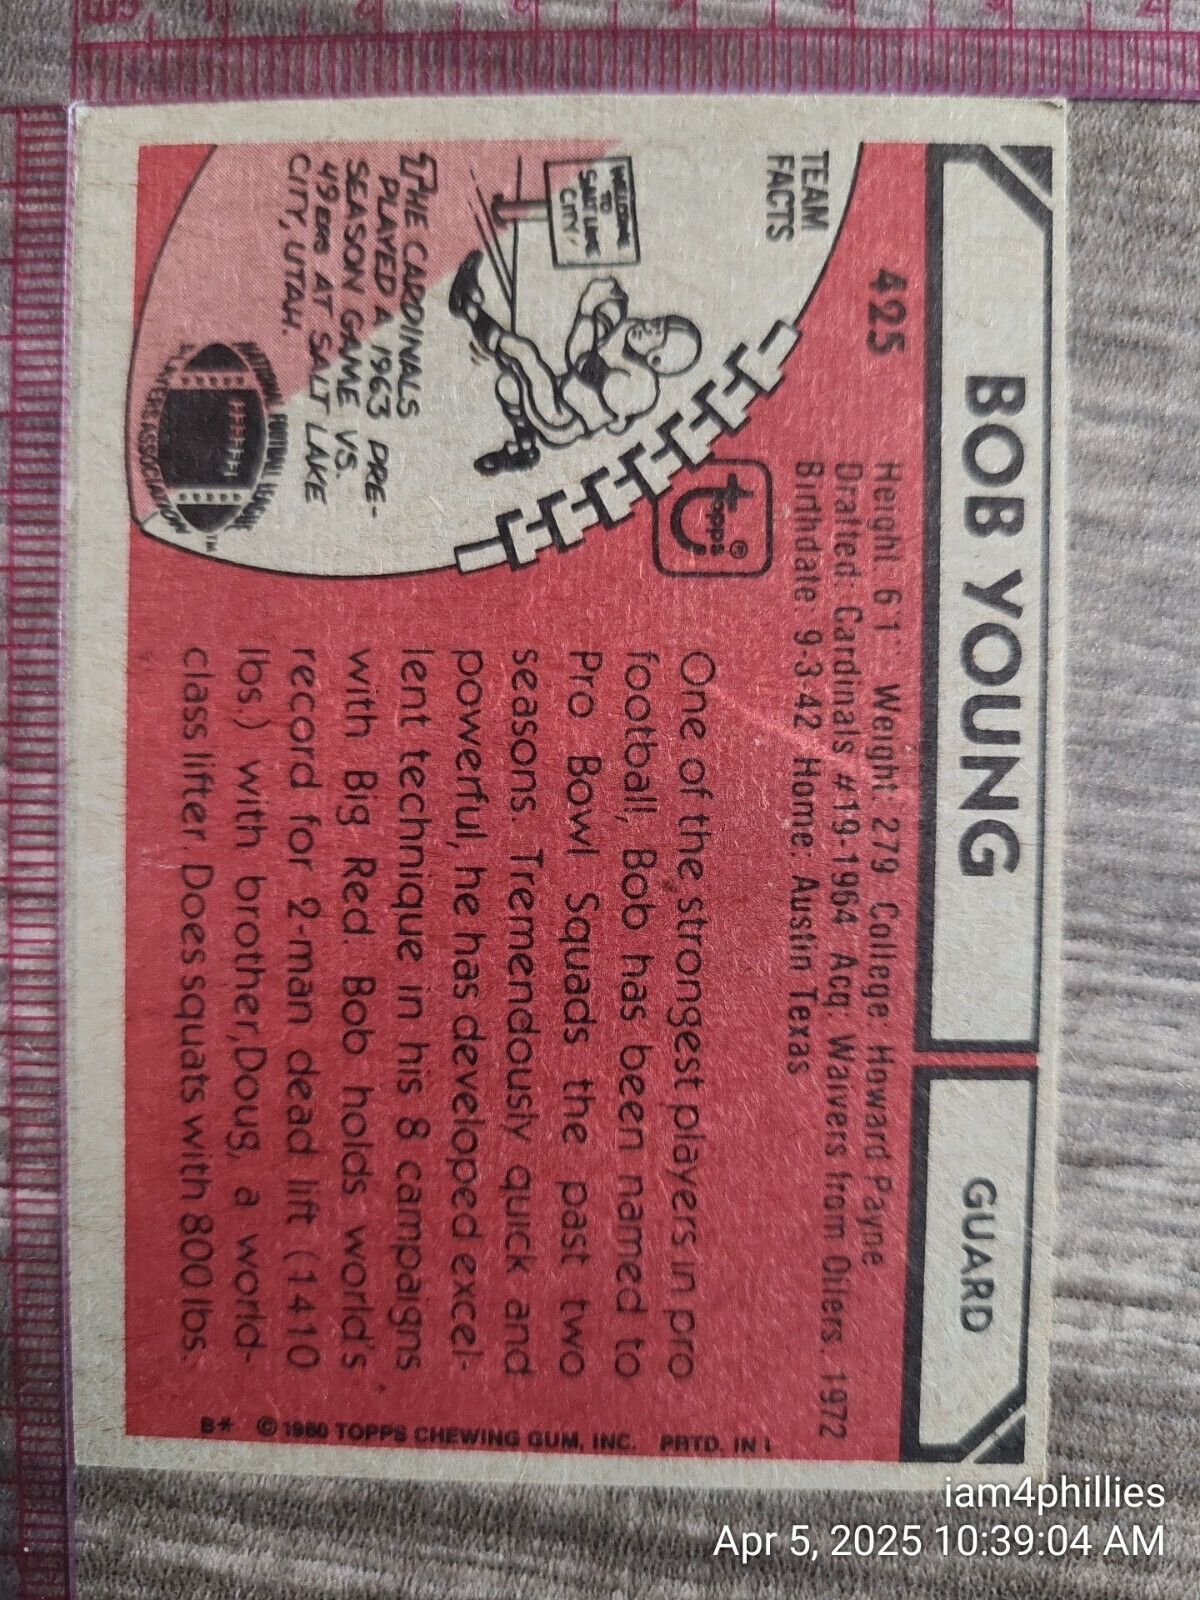 BOB YOUNG
GUARD
425
Height: 6'1" Weight: 279 College: Howard Payne
Drafted: Cardinals #19-1964 Acq: Waivers from Oilers, 1972
Birthdate: 9-3-42 Home: Austin Texas
TEAM
FACTS
WELCOME
TO
SALT LAKE
CITY
THE CARDINALS
PLAYED A 1963 PRE-
SEASON GAME VS.
49ERS AT SALT LAKE
CITY, UTAH.
NATIONAL FOOTBALL LEAGUE
PLAYERS ASSOCIATION
TM
topps ®
One of the strongest players in pro
football, Bob has been named to
Pro Bowl Squads the past two
seasons. Tremendously quick and
powerful, he has developed excel-
lent technique in his 8 campaigns
with Big Red. Bob holds world's
record for 2-man dead lift (1410
lbs.) with brother, Doug, a world-
class lifter. Does squats with 800 lbs.
B* © 1980 TOPPS CHEWING GUM, INC. PRTD. IN
iam4phillies
Apr 5, 2025 10:39:04 AM